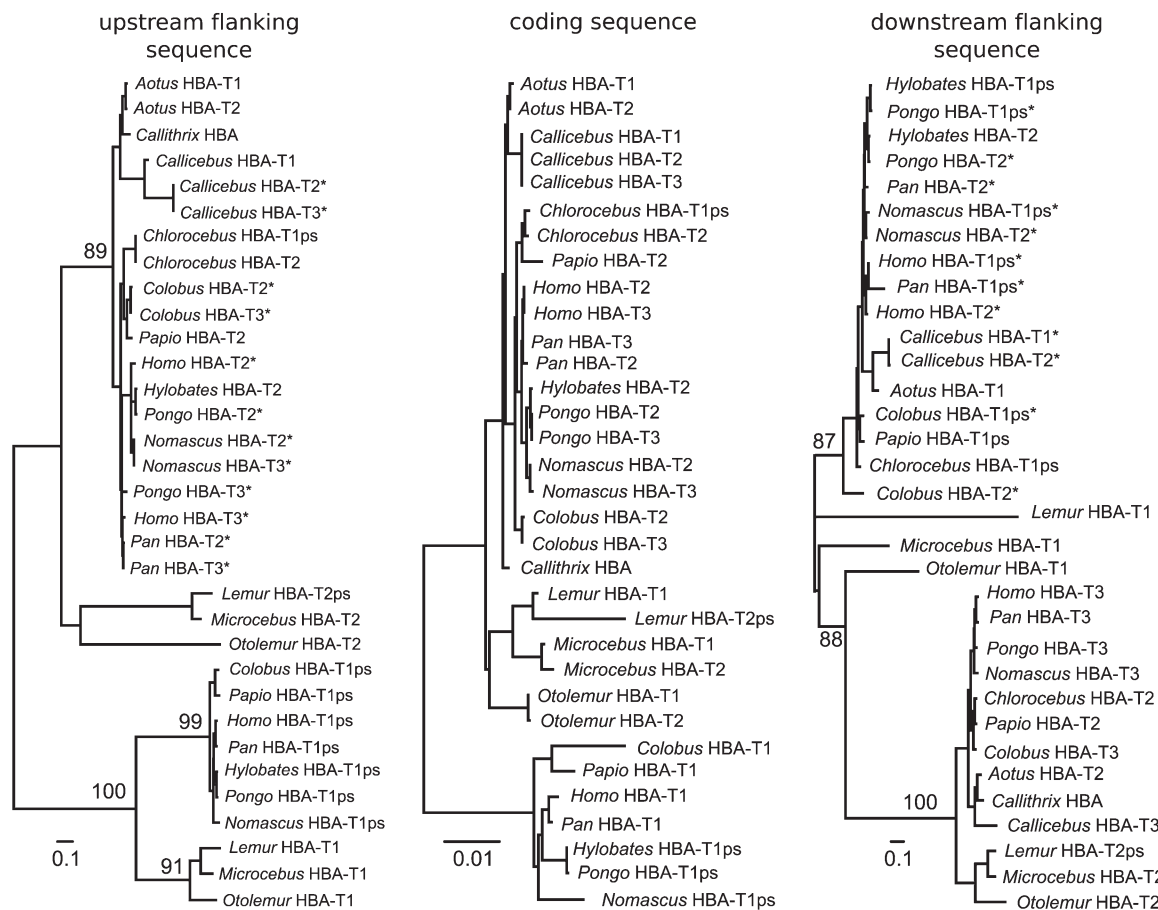 upstream flanking
sequence
Aotus HBA-T1
Aotus HBA-T2
Callithrix HBA
Callicebus HBA-T1
Callicebus HBA-T2*
Callicebus HBA-T3*
89
Chlorocebus HBA-T1ps
Chlorocebus HBA-T2
Colobus HBA-T2*
Colobus HBA-T3*
Papio HBA-T2
Homo HBA-T2*
Hylobates HBA-T2
Pongo HBA-T2*
Nomascus HBA-T2*
Nomascus HBA-T3*
Pongo HBA-T3*
Homo HBA-T3*
Pan HBA-T2*
Pan HBA-T3*
Lemur HBA-T2ps
Microcebus HBA-T2
Otolemur HBA-T2
Colobus HBA-T1ps
Papio HBA-T1ps
99
Homo HBA-T1ps
Pan HBA-T1ps
Hylobates HBA-T1ps
Pongo HBA-T1ps
100
Nomascus HBA-T1ps
Lemur HBA-T1
91
Microcebus HBA-T1
Otolemur HBA-T1
0.1
coding sequence
Aotus HBA-T1
Aotus HBA-T2
Callicebus HBA-T1
Callicebus HBA-T2
Callicebus HBA-T3
Chlorocebus HBA-T1ps
Chlorocebus HBA-T2
Papio HBA-T2
Homo HBA-T2
Homo HBA-T3
Pan HBA-T3
Pan HBA-T2
Hylobates HBA-T2
Pongo HBA-T2
Pongo HBA-T3
Nomascus HBA-T2
Nomascus HBA-T3
Colobus HBA-T2
Colobus HBA-T3
Callithrix HBA
Lemur HBA-T1
Lemur HBA-T2ps
Microcebus HBA-T1
Microcebus HBA-T2
Otolemur HBA-T1
Otolemur HBA-T2
Colobus HBA-T1
Papio HBA-T1
Homo HBA-T1
Pan HBA-T1
Hylobates HBA-T1ps
Pongo HBA-T1ps
Nomascus HBA-T1ps
0.01
downstream flanking
sequence
Hylobates HBA-T1ps
Pongo HBA-T1ps*
Hylobates HBA-T2
Pongo HBA-T2*
Pan HBA-T2*
Nomascus HBA-T1ps*
Nomascus HBA-T2*
Homo HBA-T1ps*
Pan HBA-T1ps*
Homo HBA-T2*
Callicebus HBA-T1*
Callicebus HBA-T2*
Aotus HBA-T1
Colobus HBA-T1ps*
87
Papio HBA-T1ps
Chlorocebus HBA-T1ps
Colobus HBA-T2*
Lemur HBA-T1
Microcebus HBA-T1
Otolemur HBA-T1
Homo HBA-T3
Pan HBA-T3
88
Pongo HBA-T3
Nomascus HBA-T3
Chlorocebus HBA-T2
Papio HBA-T2
Colobus HBA-T3
Aotus HBA-T2
100
Callithrix HBA
Callicebus HBA-T3
Lemur HBA-T2ps
Microcebus HBA-T2
Otolemur HBA-T2
0.1